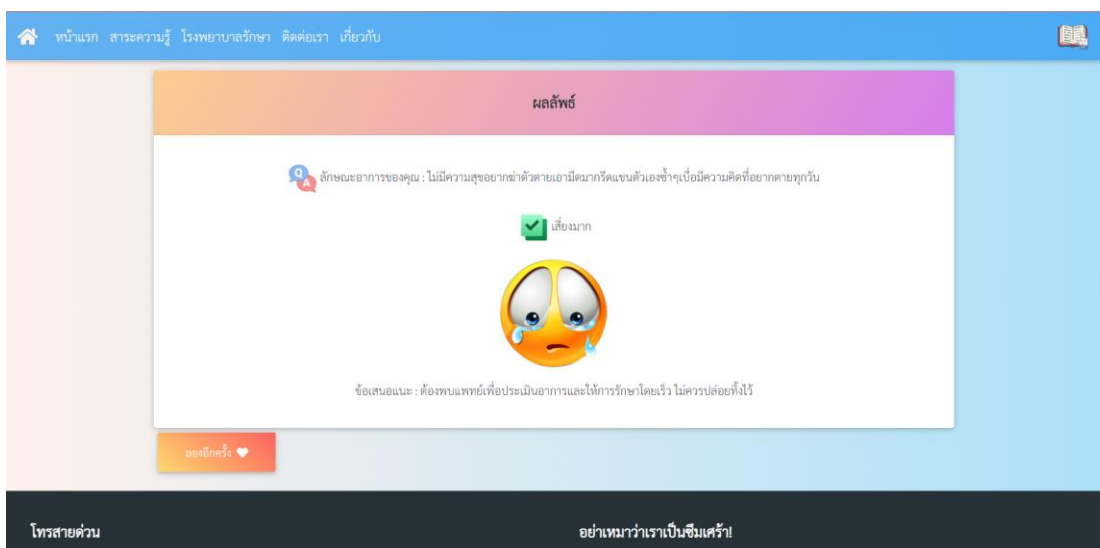 หน้าแรก สาระความรู้ โรงพยาบาลรักษา ติดต่อเรา เกี่ยวกับ
ผลลัพธ์
Q A ลักษณะอาการของคุณ : ไม่มีความสุขอยากฆ่าตัวตายเอามีดมากรีดแขนตัวเองซ้ำๆเบื่อมีความคิดที่อยากตายทุกวัน
เสี่ยงมาก
ข้อเสนอแนะ : ต้องพบแพทย์เพื่อประเมินอาการและให้การรักษาโดยเร็ว ไม่ควรปล่อยทิ้งไว้
ลองอีกครั้ง
โทรสายด่วน อย่าเหมาว่าเราเป็นซึมเศร้า!